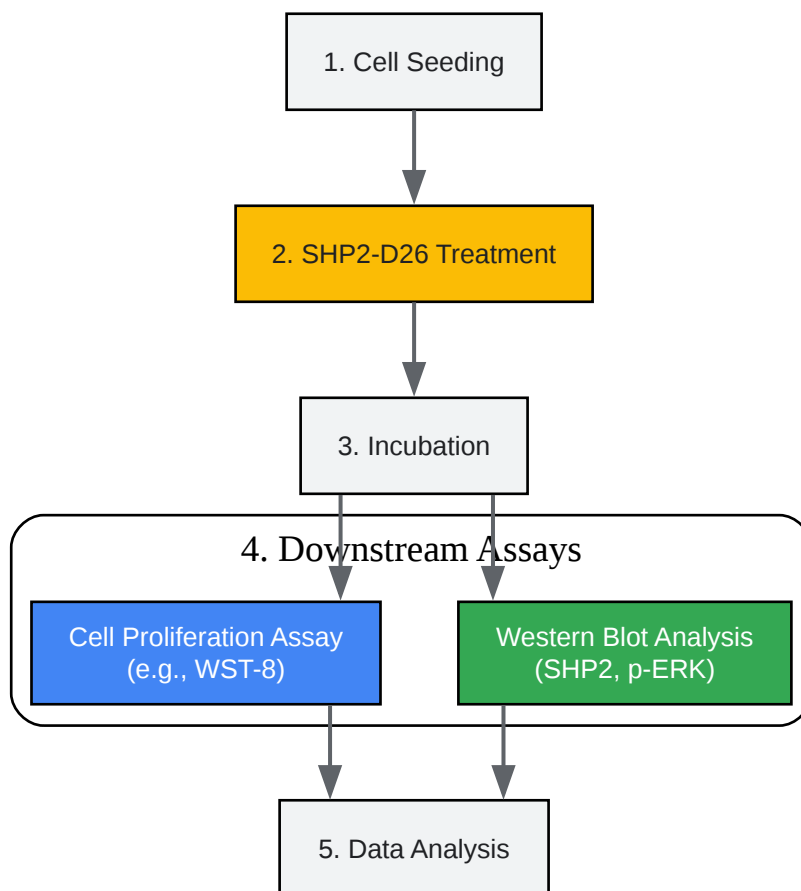 1. Cell Seeding
2. SHP2-D26 Treatment
3. Incubation
4. Downstream Assays
Cell Proliferation Assay
(e.g., WST-8)
Western Blot Analysis
(SHP2, p-ERK)
5. Data Analysis